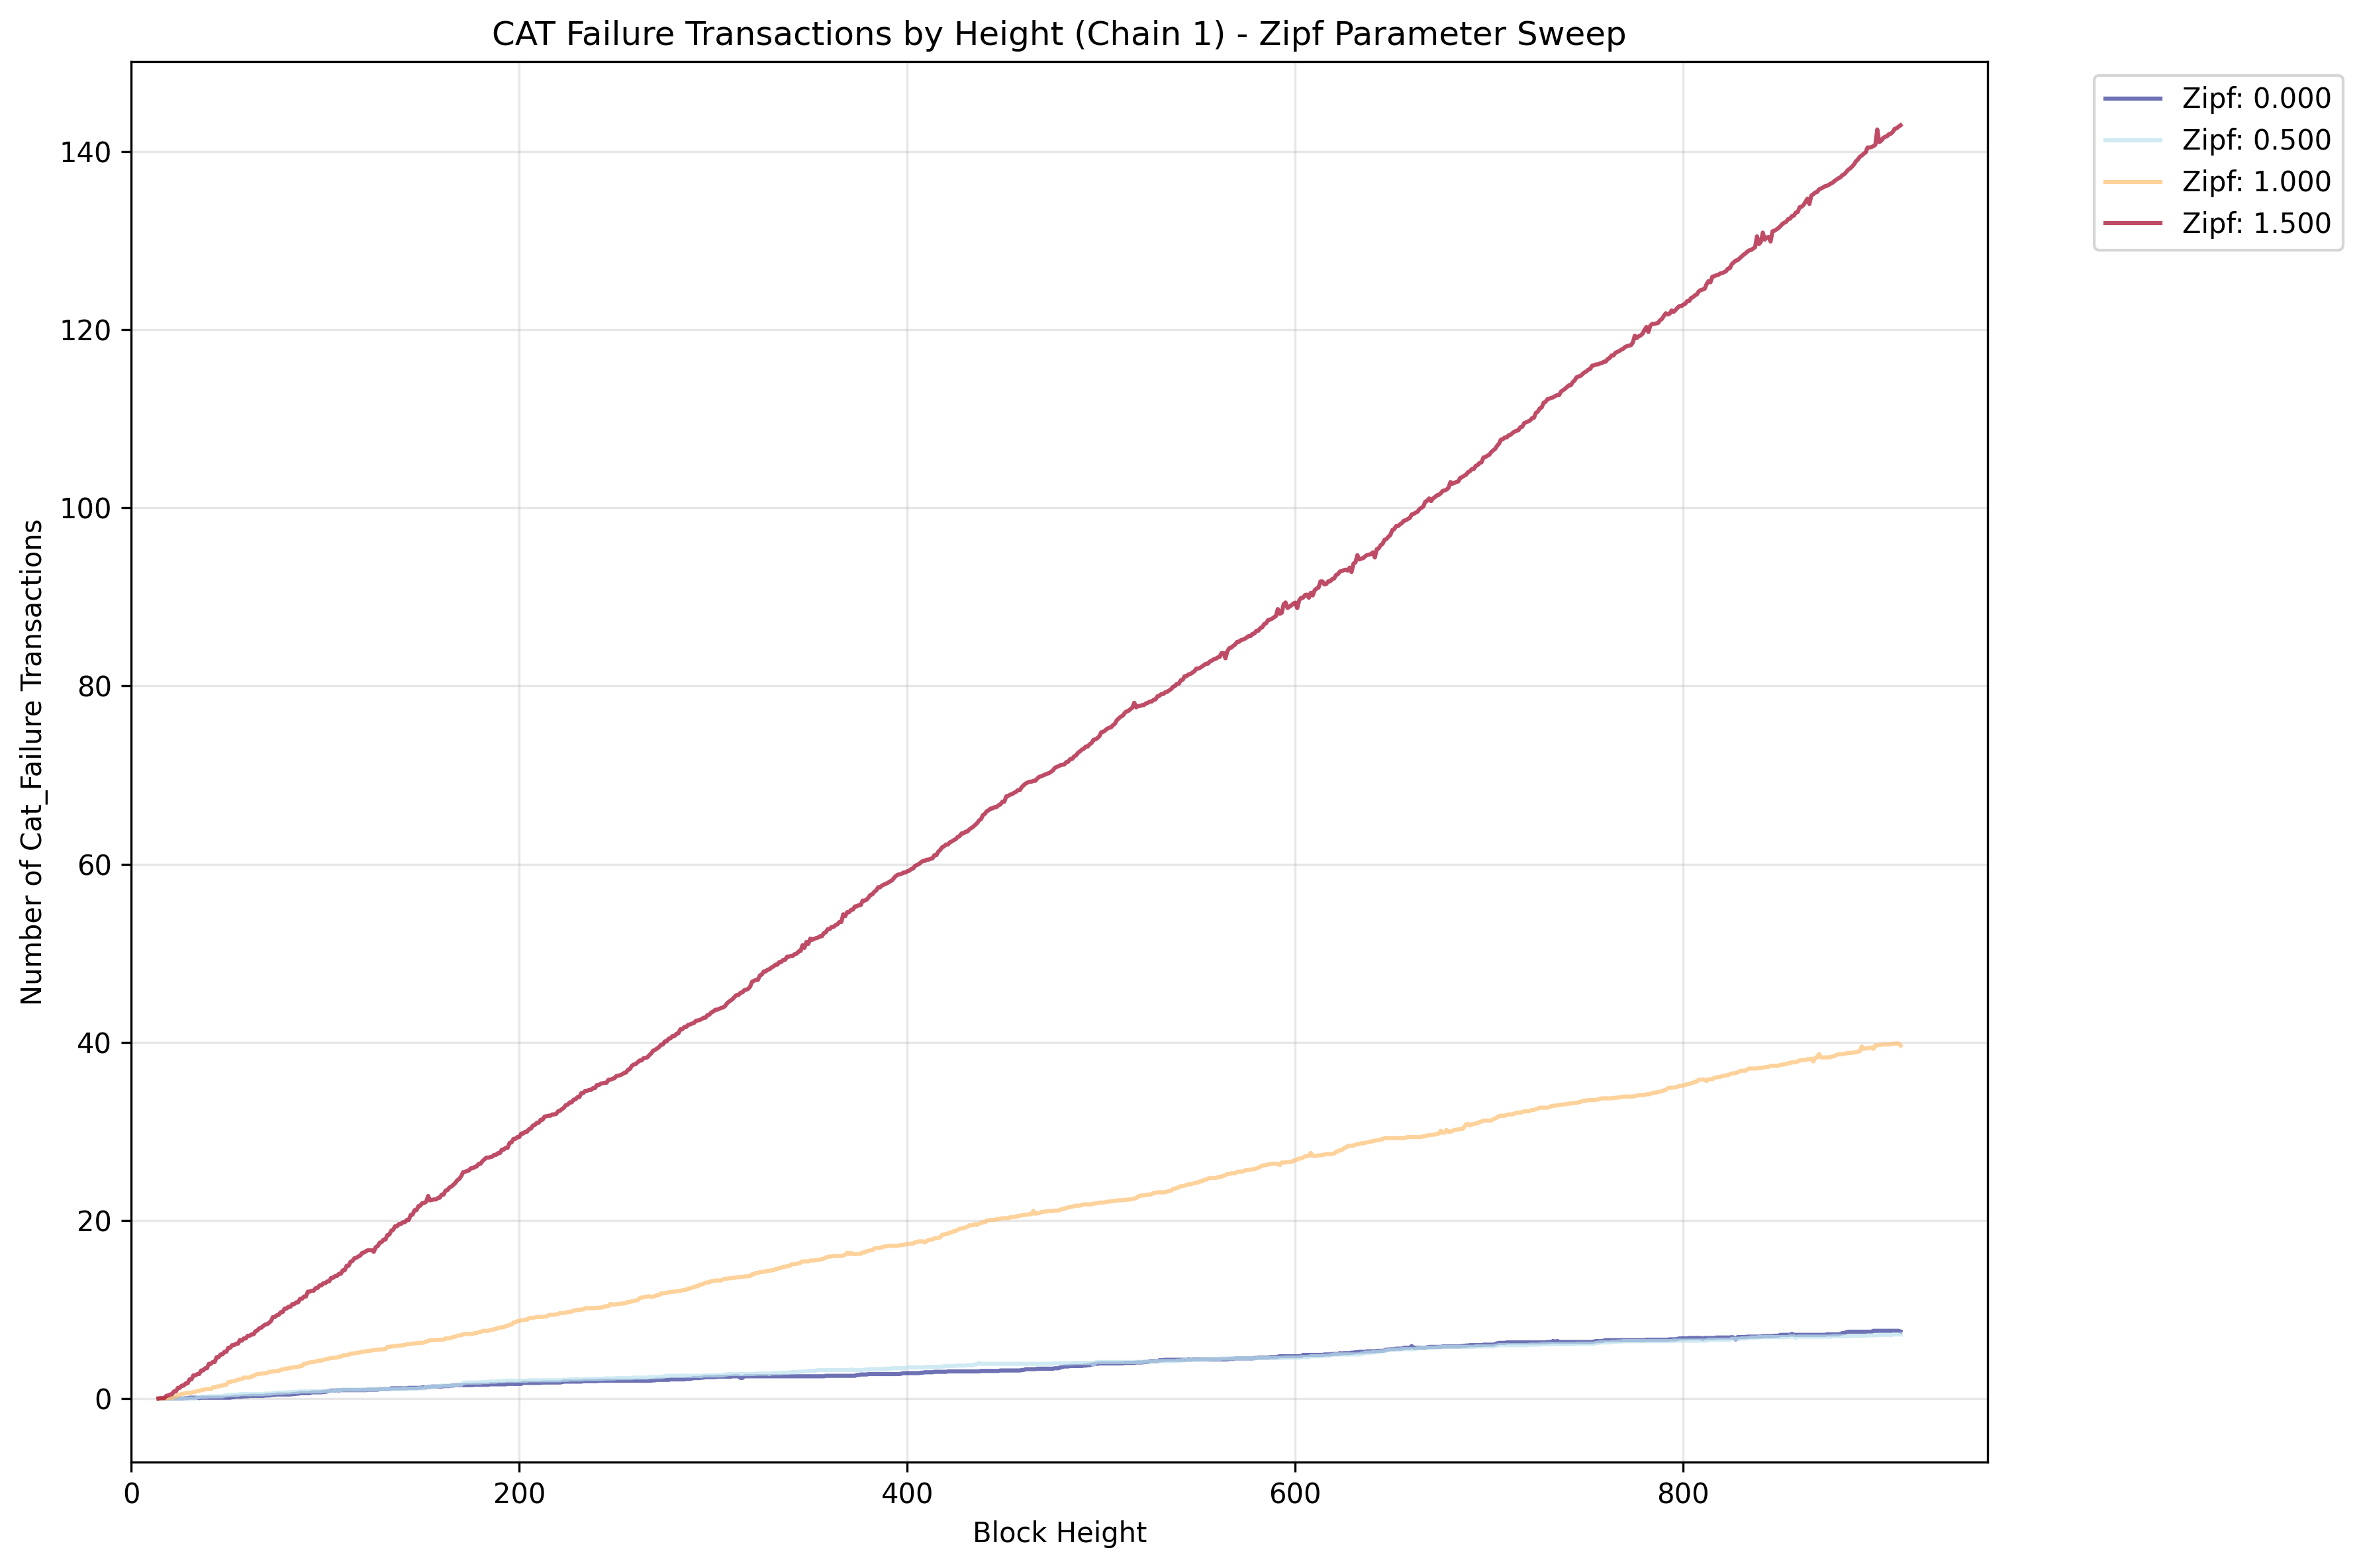 CAT Failure Transactions by Height (Chain 1) - Zipf Parameter Sweep
Zipf: 0.000
Zipf: 0.500
Zipf: 1.000
Zipf: 1.500
Number of Cat_Failure Transactions
140
120
100
80
60
40
20
0
0 200 400 600 800
Block Height